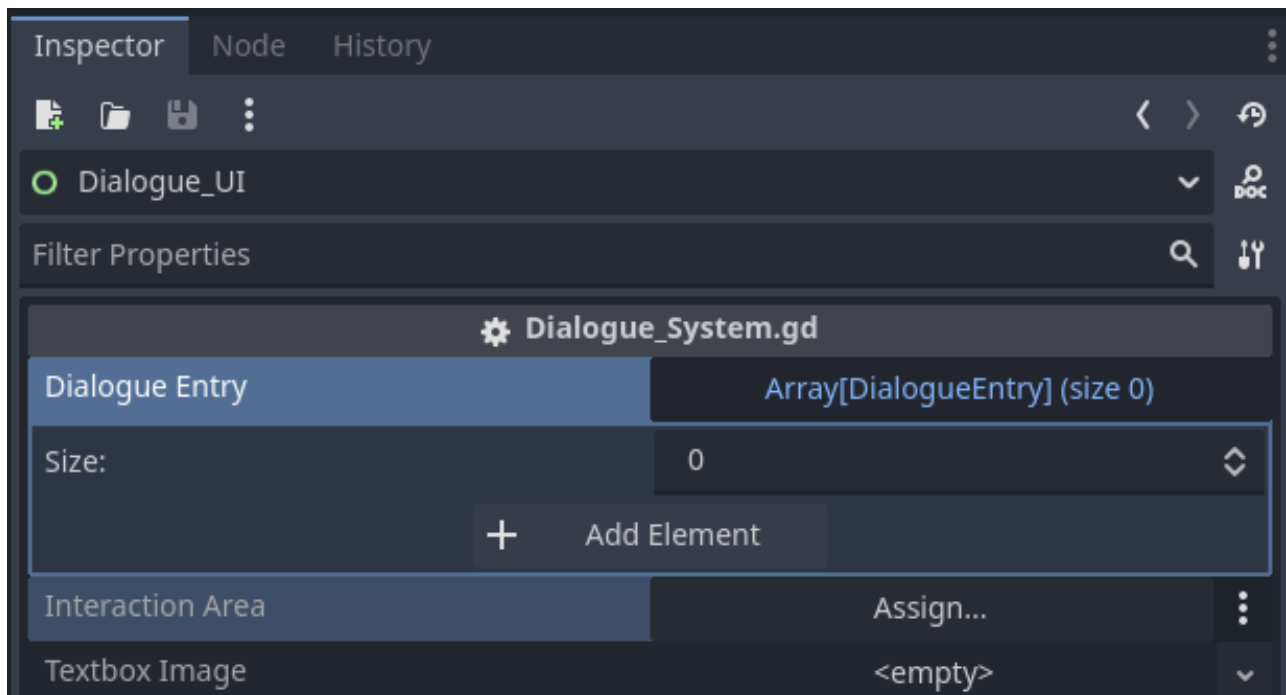 Inspector Node History
Dialogue_UI
DOC
Filter Properties
Dialogue_System.gd
Dialogue Entry Array[DialogueEntry] (size 0)
Size: 0
Add Element
Interaction Area Assign...
Textbox Image <empty>